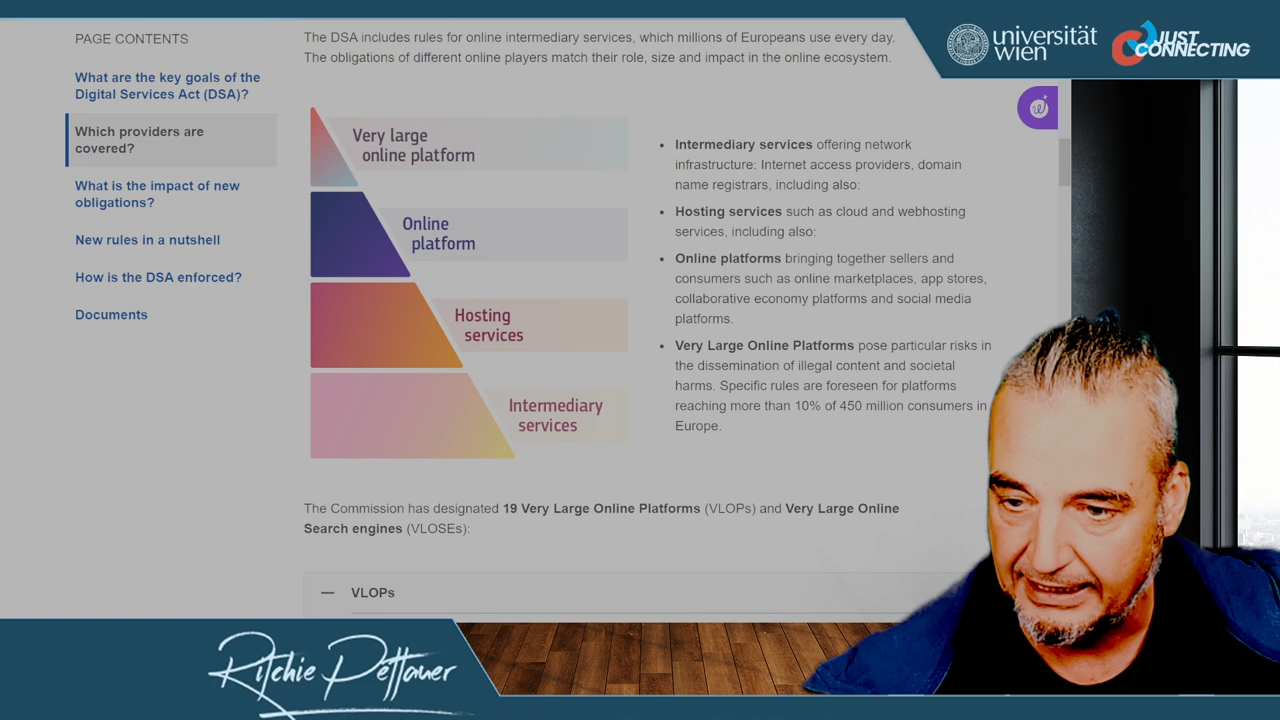 PAGE CONTENTS
What are the key goals of the
Digital Services Act (DSA)?
Which providers are
covered?
What is the impact of new
obligations?
New rules in a nutshell
How is the DSA enforced?
Documents
The DSA includes rules for online intermediary services, which millions of Europeans use every day.
The obligations of different online players match their role, size and impact in the online ecosystem.
Very large
online platform
Online
platform
Hosting
services
Intermediary
services
• Intermediary services offering network
infrastructure: Internet access providers, domain
name registrars, including also:
• Hosting services such as cloud and webhosting
services, including also:
• Online platforms bringing together sellers and
consumers such as online marketplaces, app stores,
collaborative economy platforms and social media
platforms.
• Very Large Online Platforms pose particular risks in
the dissemination of illegal content and societal
harms. Specific rules are foreseen for platforms
reaching more than 10% of 450 million consumers in
Europe.
The Commission has designated 19 Very Large Online Platforms (VLOPs) and Very Large Online
Search engines (VLOSEs):
— VLOPs
universität
wien
JUST
CONNECTING
Ritchie Pettauer